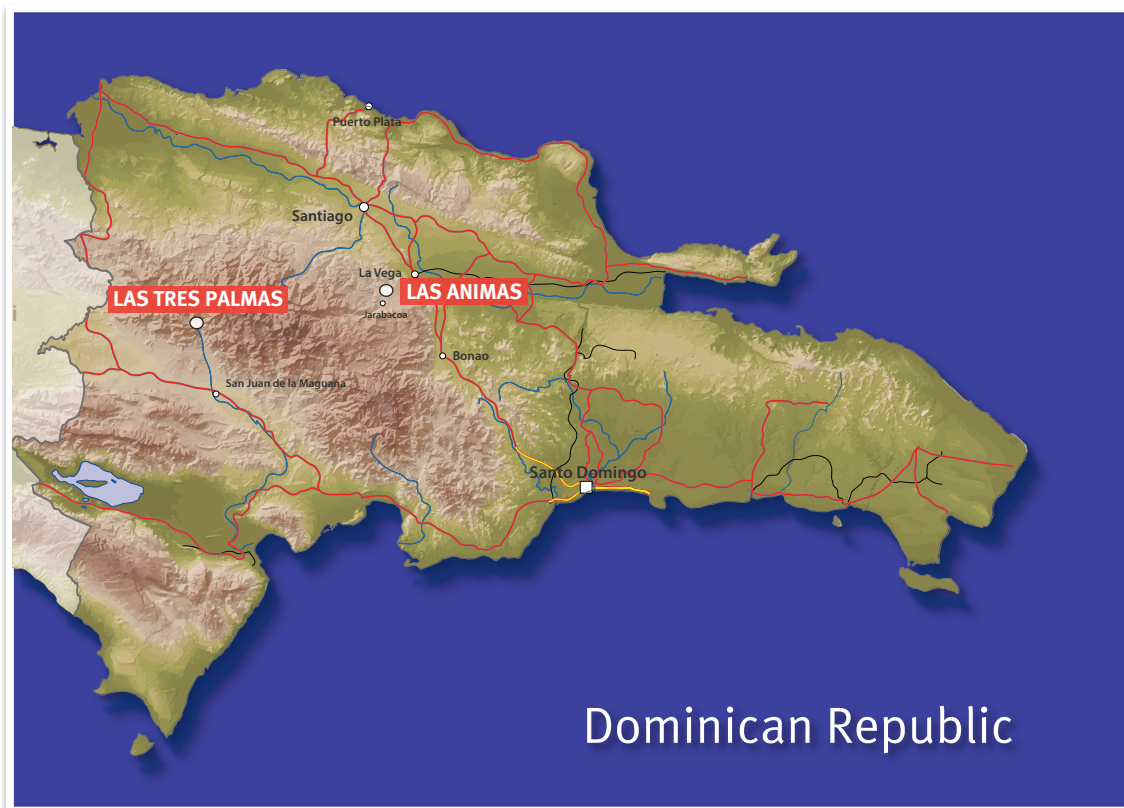 Puerto Plata
Santiago
La Vega
LAS TRES PALMAS
LAS ANIMAS
Jarabacoa
Bonao
San Juan de la Maguana
Santo Domingo
Dominican Republic